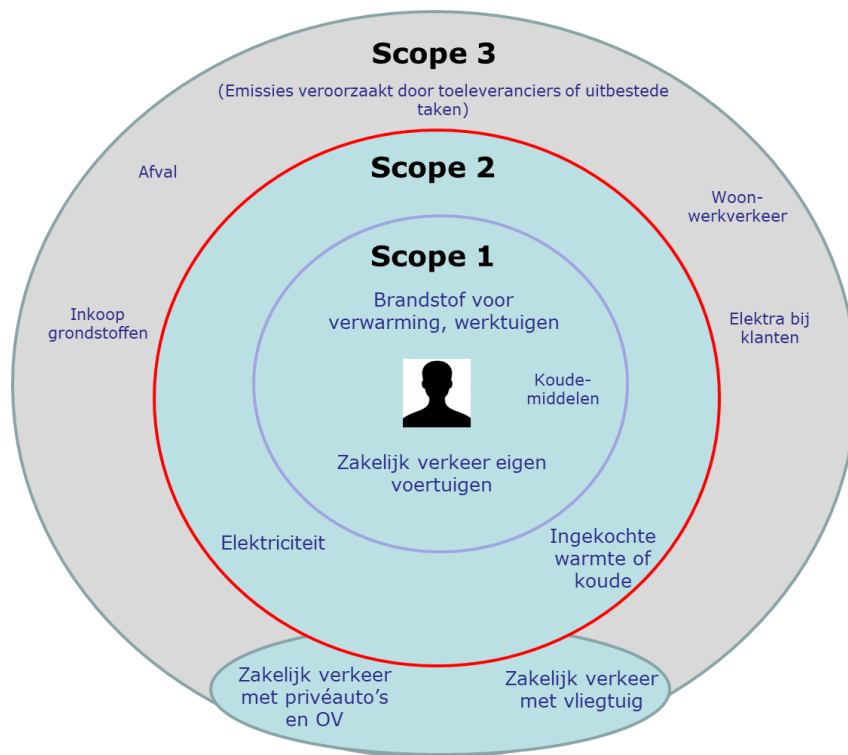 Scope 3
(Emissies veroorzaakt door toeleveranciers of uitbestede
taken)
Scope 2
Afval
Woon-
werkverkeer
Scope 1
Brandstof voor
verwarming, werktuigen
Inkoop
grondstoffen
Elektra bij
klanten
Koude-
middelen
Zakelijk verkeer eigen
voertuigen
Elektriciteit
Ingekochte
warmte of
koude
Zakelijk verkeer
met privéauto’s
en OV
Zakelijk verkeer
met vliegtuig